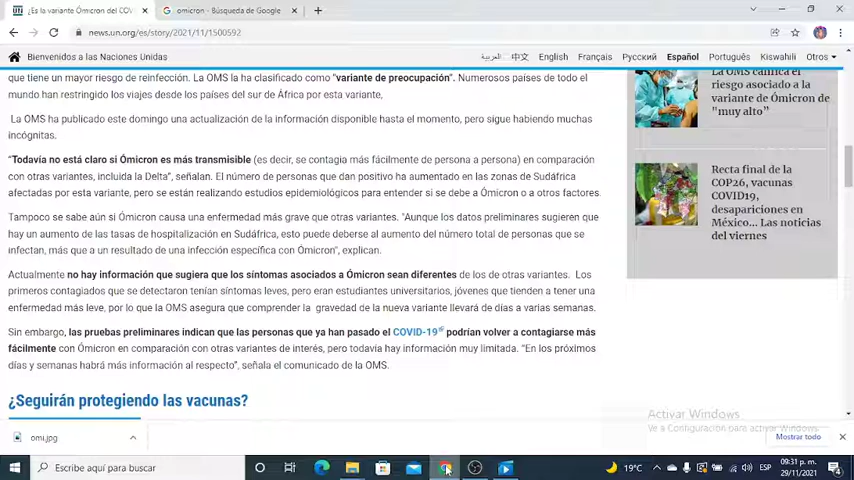 ¿Es la variante Ómicron del COV
omicron - Búsqueda de Google
news.un.org/es/story/2021/11/1500592
Bienvenidos a las Naciones Unidas
العربية 中文 English Français Русский Español Português Kiswahili Otros
que tiene un mayor riesgo de reinfección. La OMS la ha clasificado como "variante de preocupación". Numerosos países de todo el
mundo han restringido los viajes desde los países del sur de África por esta variante,
La OMS ha publicado este domingo una actualización de la información disponible hasta el momento, pero sigue habiendo muchas
incógnitas.
"Todavía no está claro si Ómicron es más transmisible (es decir, se contagia más fácilmente de persona a persona) en comparación
con otras variantes, incluida la Delta", señalan. El número de personas que dan positivo ha aumentado en las zonas de Sudáfrica
afectadas por esta variante, pero se están realizando estudios epidemiológicos para entender si se debe a Ómicron o a otros factores.
Tampoco se sabe aún si Ómicron causa una enfermedad más grave que otras variantes. "Aunque los datos preliminares sugieren que
hay un aumento de las tasas de hospitalización en Sudáfrica, esto puede deberse al aumento del número total de personas que se
infectan, más que a un resultado de una infección específica con Ómicron", explican.
Actualmente no hay información que sugiera que los síntomas asociados a Ómicron sean diferentes de los de otras variantes. Los
primeros contagiados que se detectaron tenían síntomas leves, pero eran estudiantes universitarios, jóvenes que tienden a tener una
enfermedad más leve, por lo que la OMS asegura que comprender la gravedad de la nueva variante llevará de días a varias semanas.
Sin embargo, las pruebas preliminares indican que las personas que ya han pasado el COVID-19 podrían volver a contagiarse más
fácilmente con Ómicron en comparación con otras variantes de interés, pero todavía hay información muy limitada. "En los próximos
días y semanas habrá más información al respecto", señala el comunicado de la OMS.
¿Seguirán protegiendo las vacunas?
La OMS califica el
riesgo asociado a la
variante de Ómicron de
"muy alto"
Recta final de la
COP26, vacunas
COVID19,
desapariciones en
México... Las noticias
del viernes
Activar Windows
Ve a Configuración para activar Windows.
omi.jpg
Mostrar todo
Escribe aquí para buscar
19°C
ESP
09:31 p. m.
29/11/2021
4